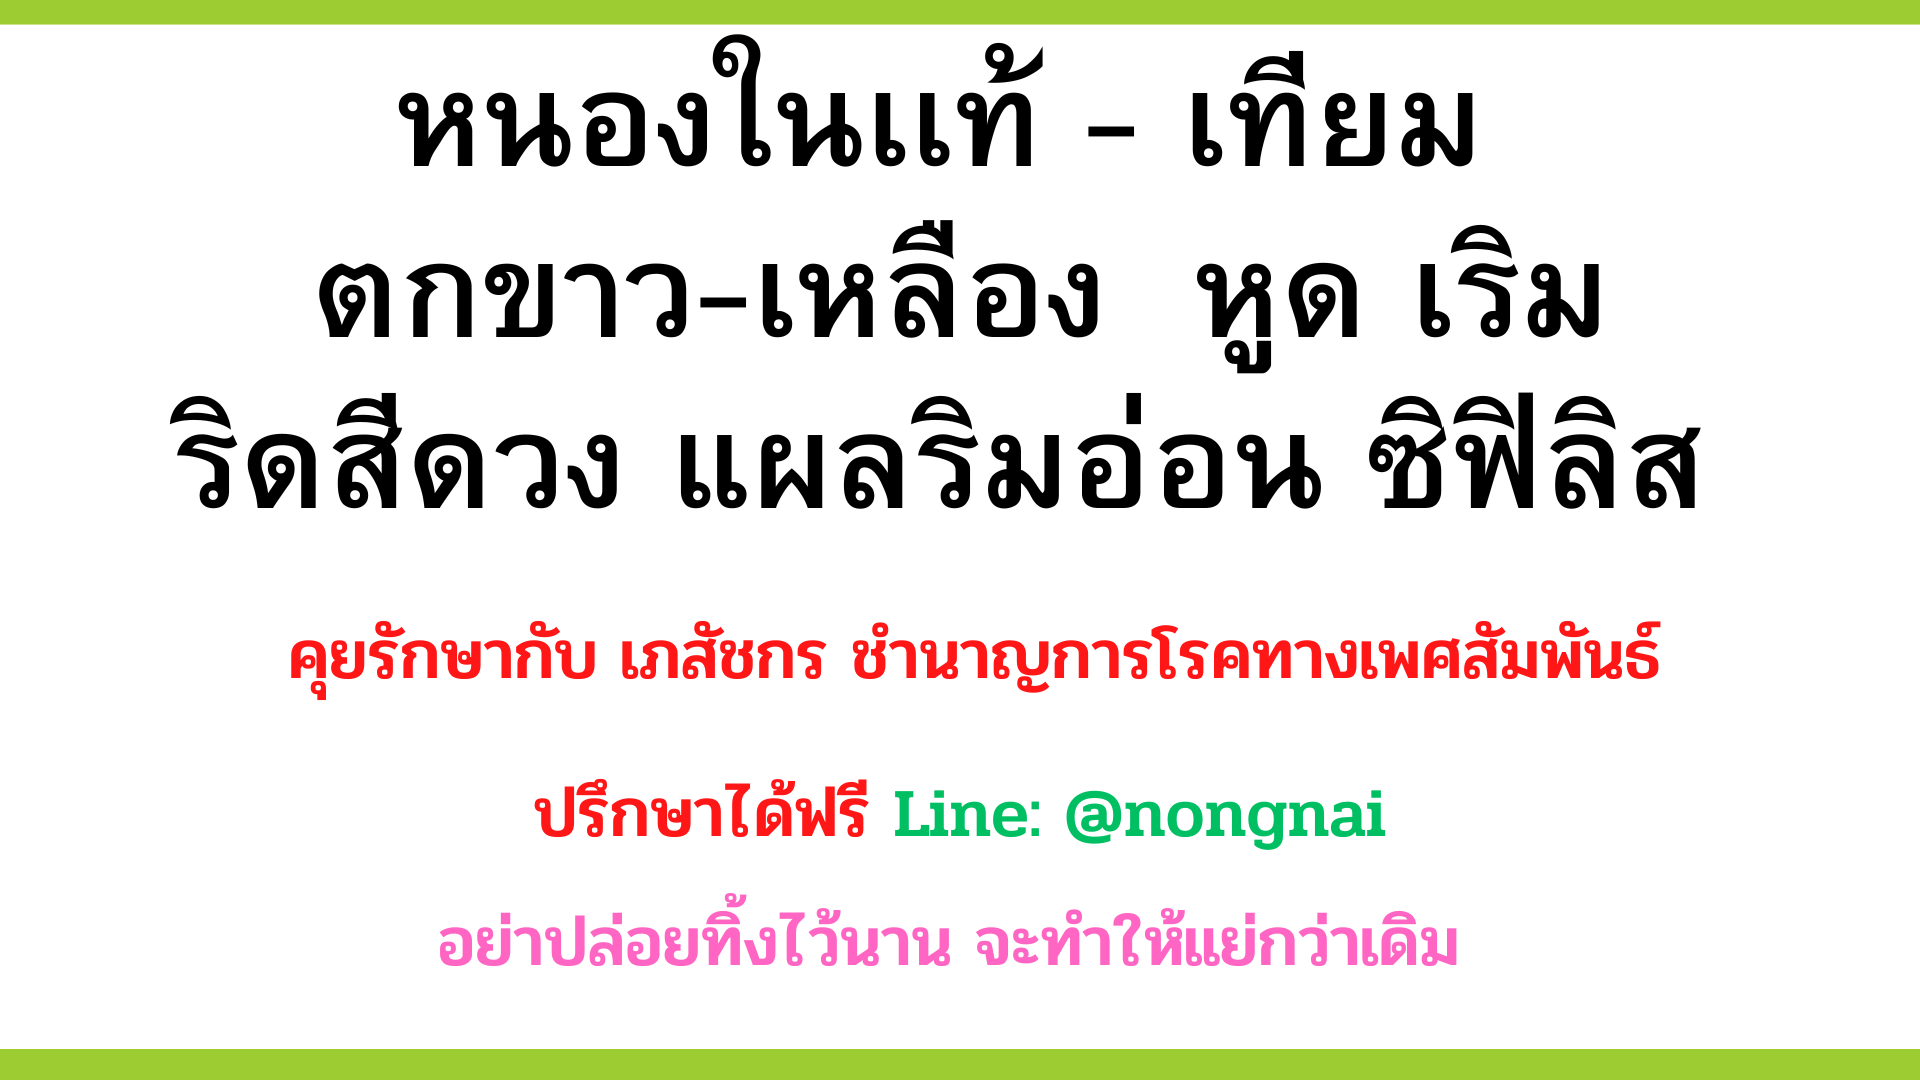 หนองในแท้ - เทียม
ตกขาว-เหลือง หูด เริม
ริดสีดวง แผลริมอ่อน ซิฟิลิส
คุยรักษากับ เภสัชกร ชำนาญการโรคทางเพศสัมพันธ์
ปรึกษาได้ฟรี Line: @nongnai
อย่าปล่อยทิ้งไว้นาน จะทำให้แย่กว่าเดิม